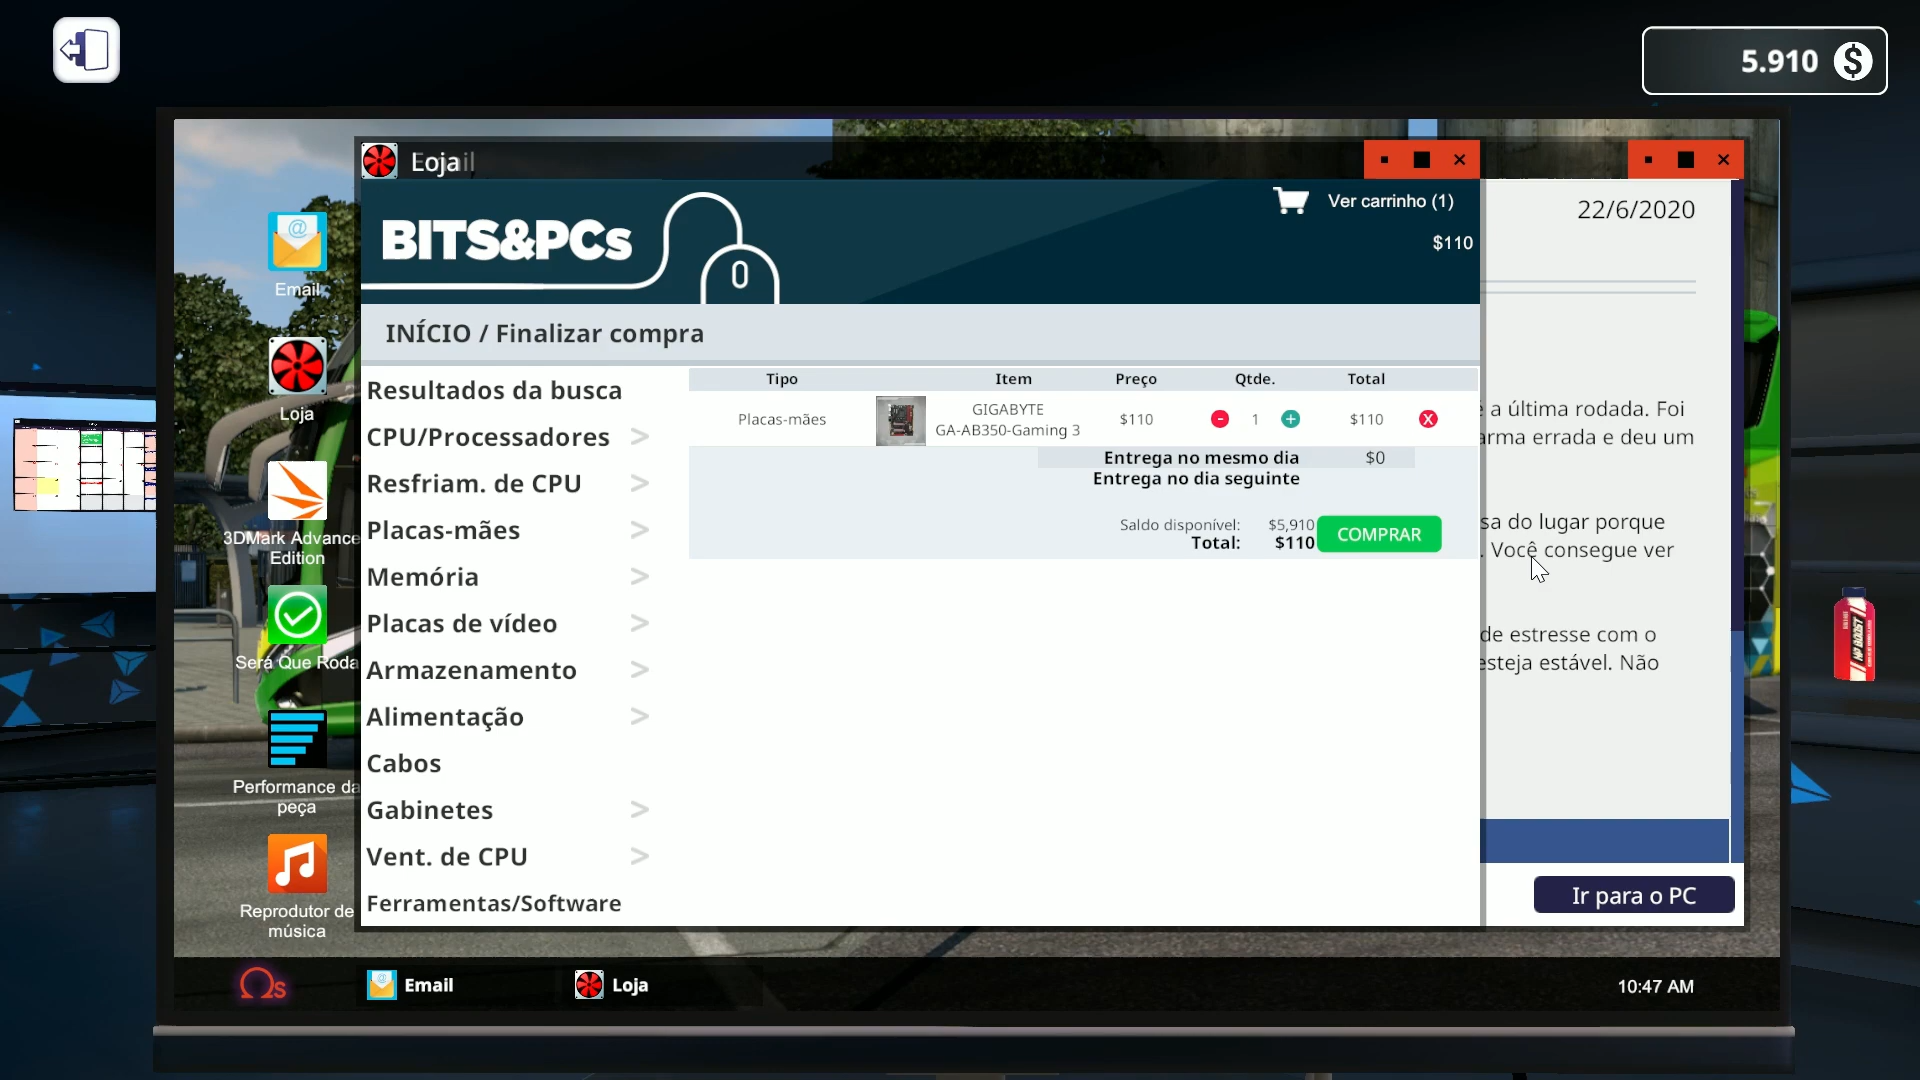 5.910
Loja
BITS&PCs
Ver carrinho (1)
$110
22/6/2020
INÍCIO / Finalizar compra
Email
Loja
3DMark Advance
Edition
Será Que Roda
Performance da
peça
Reprodutor de
música
Resultados da busca
CPU/Processadores
Resfriam. de CPU
Placas-mães
Memória
Placas de vídeo
Armazenamento
Alimentação
Cabos
Gabinetes
Vent. de CPU
Ferramentas/Software
Tipo Item Preço Qtde. Total
Placas-mães GIGABYTE GA-AB350-Gaming 3 $110 1 $110
Entrega no mesmo dia $0
Entrega no dia seguinte
Saldo disponível: $5,910
Total: $110
COMPRAR
a última rodada. Foi
arma errada e deu um
sa do lugar porque
. Você consegue ver
de estresse com o
esteja estável. Não
Ir para o PC
Email
Loja
10:47 AM